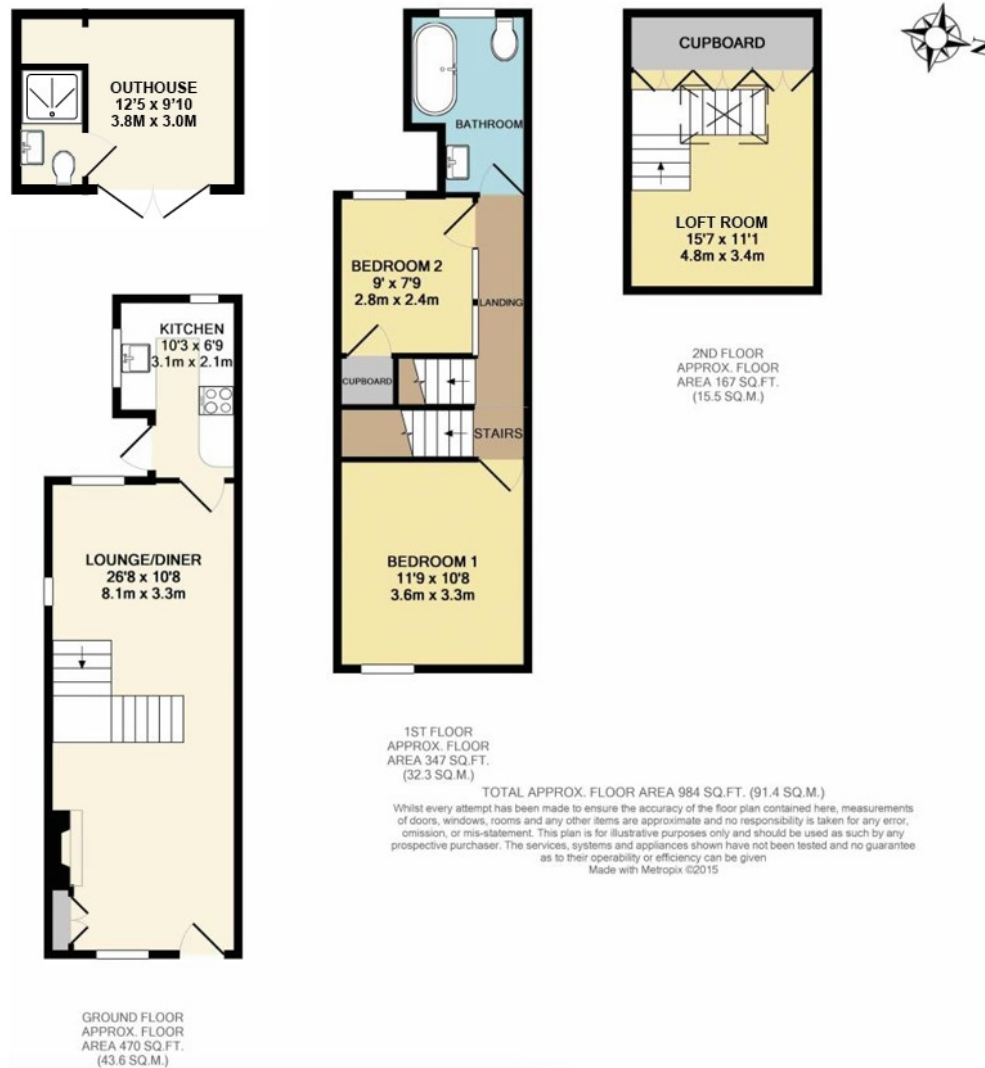 OUTHOUSE
12'5 x 9'10
3.8M x 3.0M
KITCHEN
10'3 x 6'9
3.1m x 2.1m
LOUNGE/DINER
26'8 x 10'8
8.1m x 3.3m
GROUND FLOOR
APPROX. FLOOR
AREA 470 SQ.FT.
(43.6 SQ.M.)
BATHROOM
BEDROOM 2
9' x 7'9
2.8m x 2.4m
LANDING
CUPBOARD
STAIRS
BEDROOM 1
11'9 x 10'8
3.6m x 3.3m
1ST FLOOR
APPROX. FLOOR
AREA 347 SQ.FT.
(32.3 SQ.M.)
CUPBOARD
LOFT ROOM
15'7 x 11'1
4.8m x 3.4m
2ND FLOOR
APPROX. FLOOR
AREA 167 SQ.FT.
(15.5 SQ.M.)
N
TOTAL APPROX. FLOOR AREA 984 SQ.FT. (91.4 SQ.M.)
Whilst every attempt has been made to ensure the accuracy of the floor plan contained here, measurements
of doors, windows, rooms and any other items are approximate and no responsibility is taken for any error,
omission, or mis-statement. This plan is for illustrative purposes only and should be used as such by any
prospective purchaser. The services, systems and appliances shown have not been tested and no guarantee
as to their operability or efficiency can be given
Made with Metropix ©2015